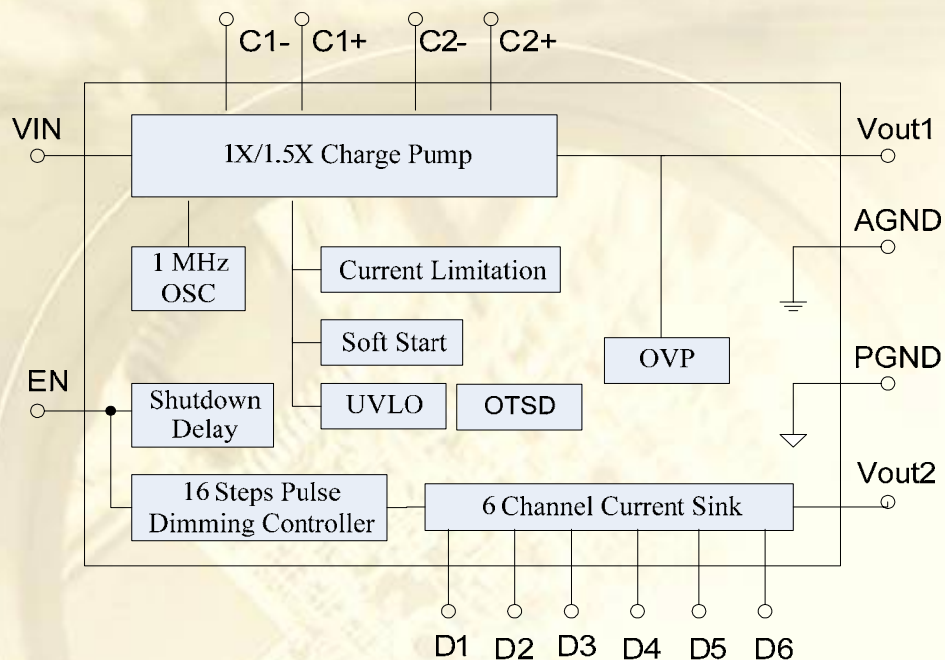 C1- C1+ C2- C2+
VIN
1X/1.5X Charge Pump
Vout1
AGND
1 MHz
OSC
Current Limitation
Soft Start
OVP
PGND
EN
Shutdown
Delay
UVLO
OTSD
Vout2
16 Steps Pulse
Dimming Controller
6 Channel Current Sink
D1 D2 D3 D4 D5 D6